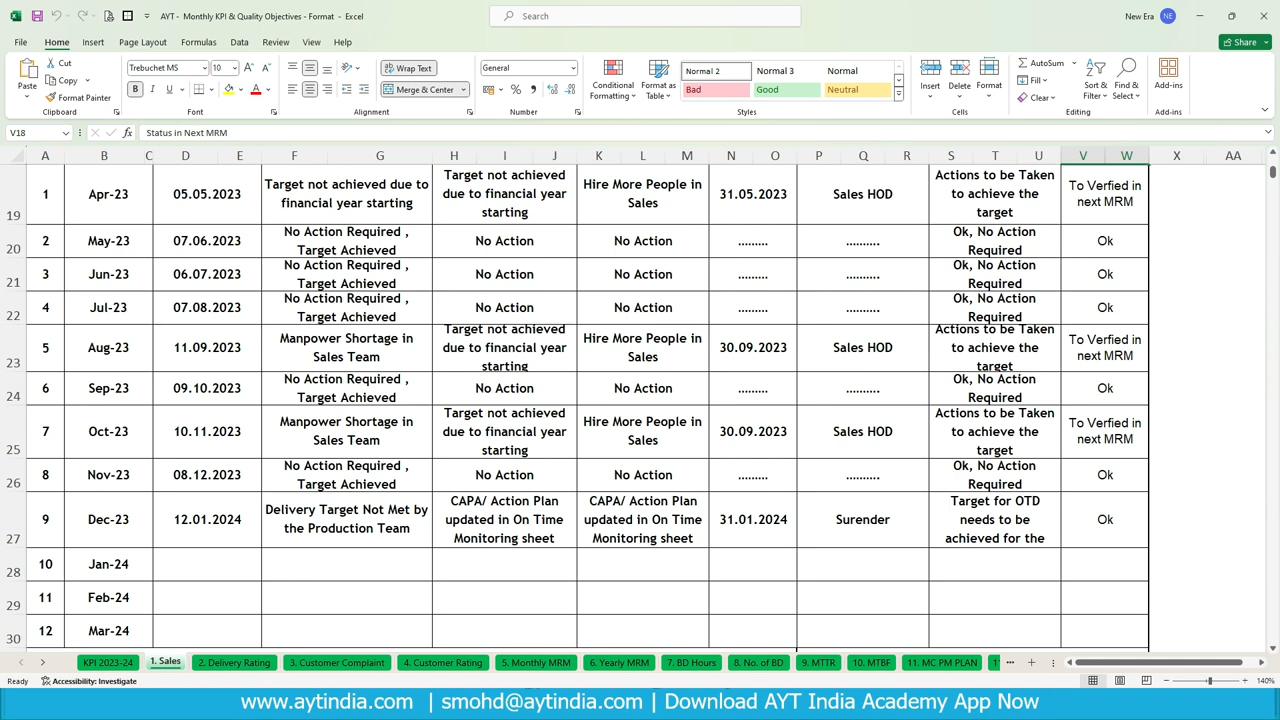 AYT - Monthly KPI & Quality Objectives - Format - Excel
Search
New Era NE
File Home Insert Page Layout Formulas Data Review View Help Share
Paste Cut Copy Format Painter Clipboard
Trebuchet MS 10 B I U A Font
Wrap Text Merge & Center Alignment
General % Number
Conditional Formatting Format as Table
Normal 2 Normal 3 Normal
Bad Good Neutral
Styles
Insert Delete Format Cells
AutoSum Fill Clear Sort & Filter Find & Select Editing
Add-ins Add-ins
V18 fx Status in Next MRM
A B C D E F G H I J K L M N O P Q R S T U V W X AA
19 1 Apr-23 05.05.2023 Target not achieved due to financial year starting Target not achieved due to financial year starting Hire More People in Sales 31.05.2023 Sales HOD Actions to be Taken to achieve the target To Verfied in next MRM
20 2 May-23 07.06.2023 No Action Required , Target Achieved No Action No Action ......... .......... Ok, No Action Required Ok
21 3 Jun-23 06.07.2023 No Action Required , Target Achieved No Action No Action ......... .......... Ok, No Action Required Ok
22 4 Jul-23 07.08.2023 No Action Required , Target Achieved No Action No Action ......... .......... Ok, No Action Required Ok
23 5 Aug-23 11.09.2023 Manpower Shortage in Sales Team Target not achieved due to financial year starting Hire More People in Sales 30.09.2023 Sales HOD Actions to be Taken to achieve the target To Verfied in next MRM
24 6 Sep-23 09.10.2023 No Action Required , Target Achieved No Action No Action ......... .......... Ok, No Action Required Ok
25 7 Oct-23 10.11.2023 Manpower Shortage in Sales Team Target not achieved due to financial year starting Hire More People in Sales 30.09.2023 Sales HOD Actions to be Taken to achieve the target To Verfied in next MRM
26 8 Nov-23 08.12.2023 No Action Required , Target Achieved No Action No Action ......... .......... Ok, No Action Required Ok
27 9 Dec-23 12.01.2024 Delivery Target Not Met by the Production Team CAPA/ Action Plan updated in On Time Monitoring sheet CAPA/ Action Plan updated in On Time Monitoring sheet 31.01.2024 Surender Target for OTD needs to be achieved for the Ok
28 10 Jan-24
29 11 Feb-24
30 12 Mar-24
KPI 2023-24 1. Sales 2. Delivery Rating 3. Customer Complaint 4. Customer Rating 5. Monthly MRM 6. Yearly MRM 7. BD Hours 8. No. of BD 9. MTTR 10. MTBF 11. MC PM PLAN
Ready Accessibility: Investigate 140%
www.aytindia.com | smohd@aytindia.com | Download AYT India Academy App Now